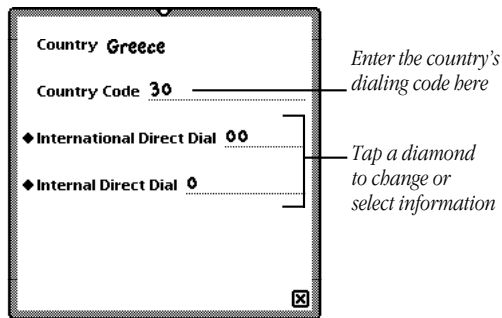 Country Greece
Country Code 30
Enter the country's
dialing code here
◆International Direct Dial 00
◆Internal Direct Dial 0
Tap a diamond
to change or
select information